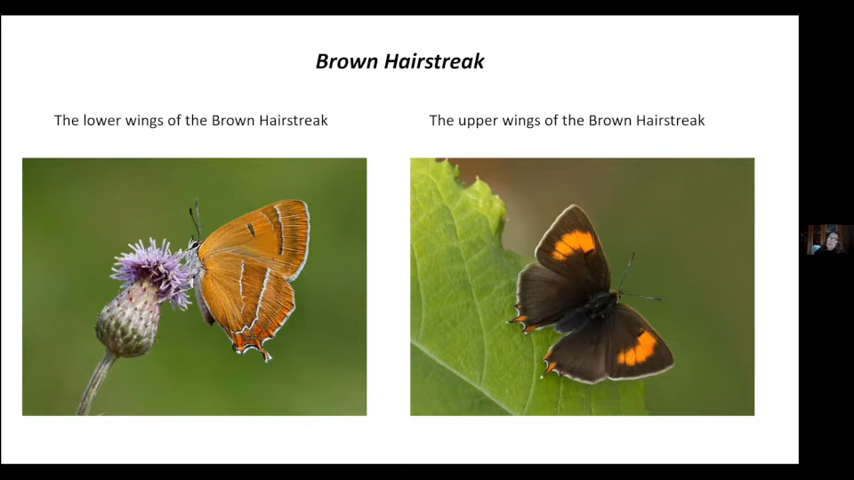 Brown Hairstreak
The lower wings of the Brown Hairstreak
The upper wings of the Brown Hairstreak